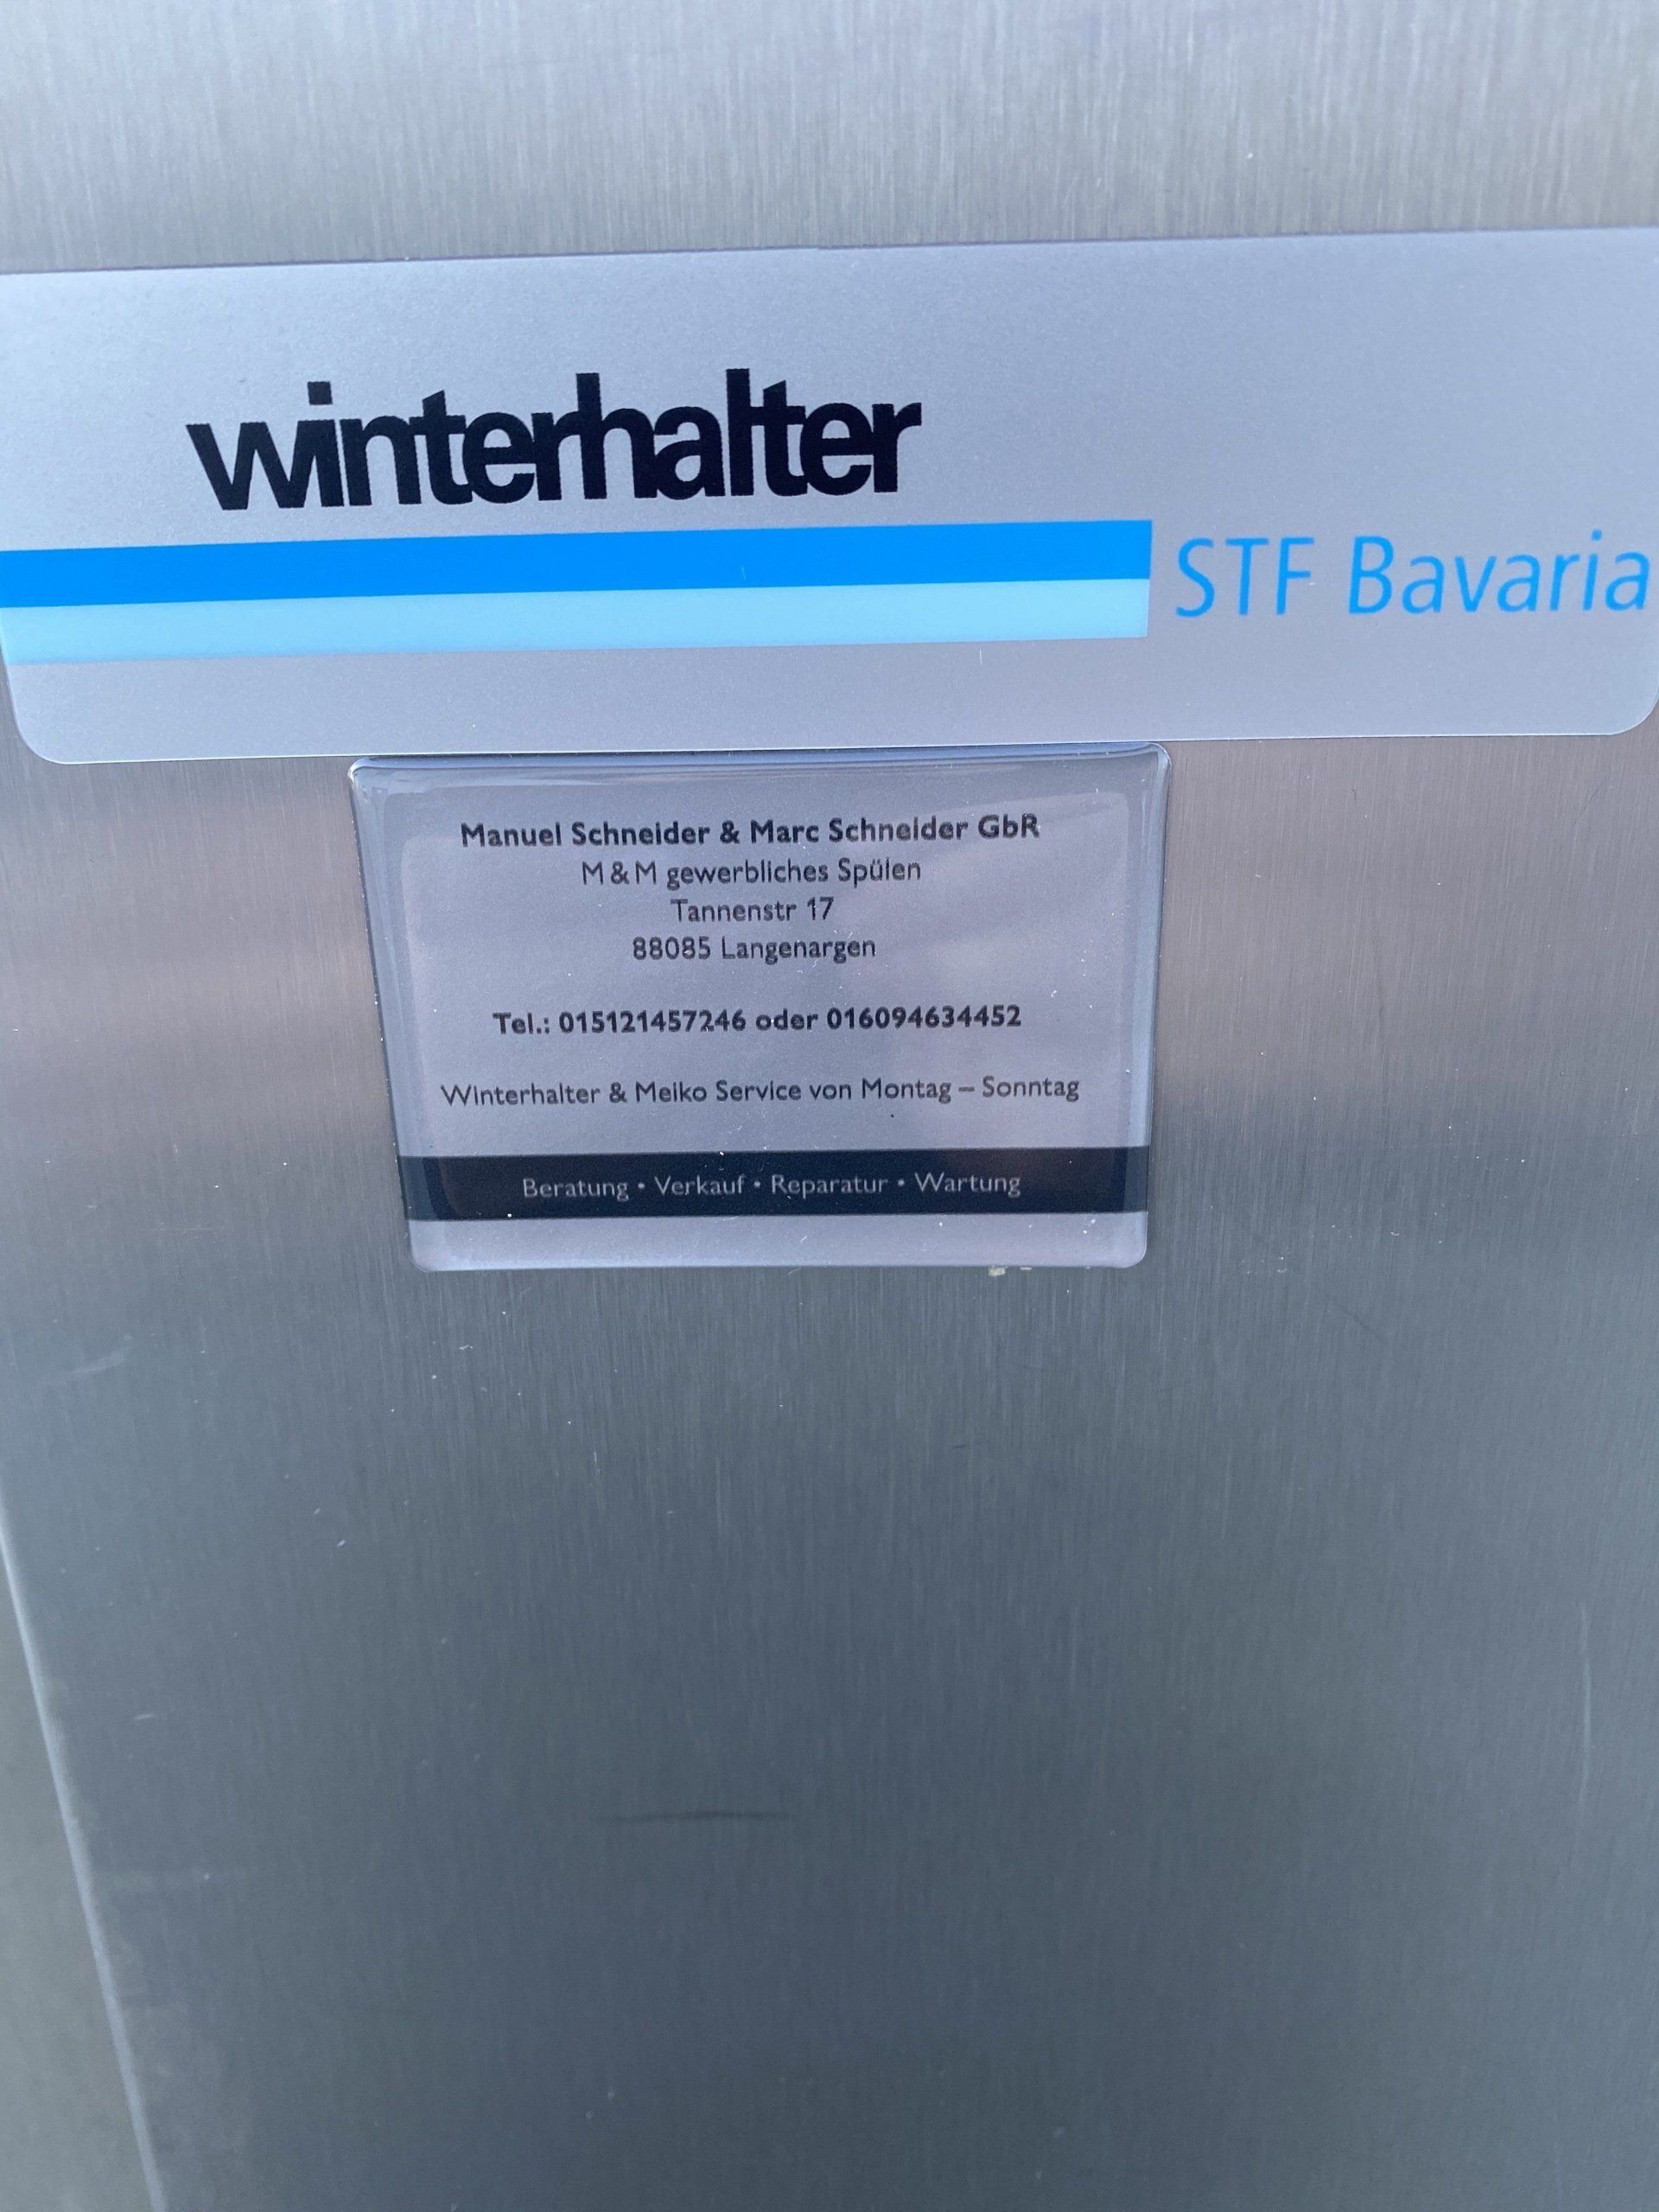 winterhalter
STF Bavaria
Manuel Schneider & Marc Schneider GbR
M & M gewerbliches Spülen
Tannenstr 17
88085 Langenargen
Tel.: 015121457246 oder 016094634452
Winterhalter & Meiko Service von Montag – Sonntag
Beratung • Verkauf • Reparatur • Wartung